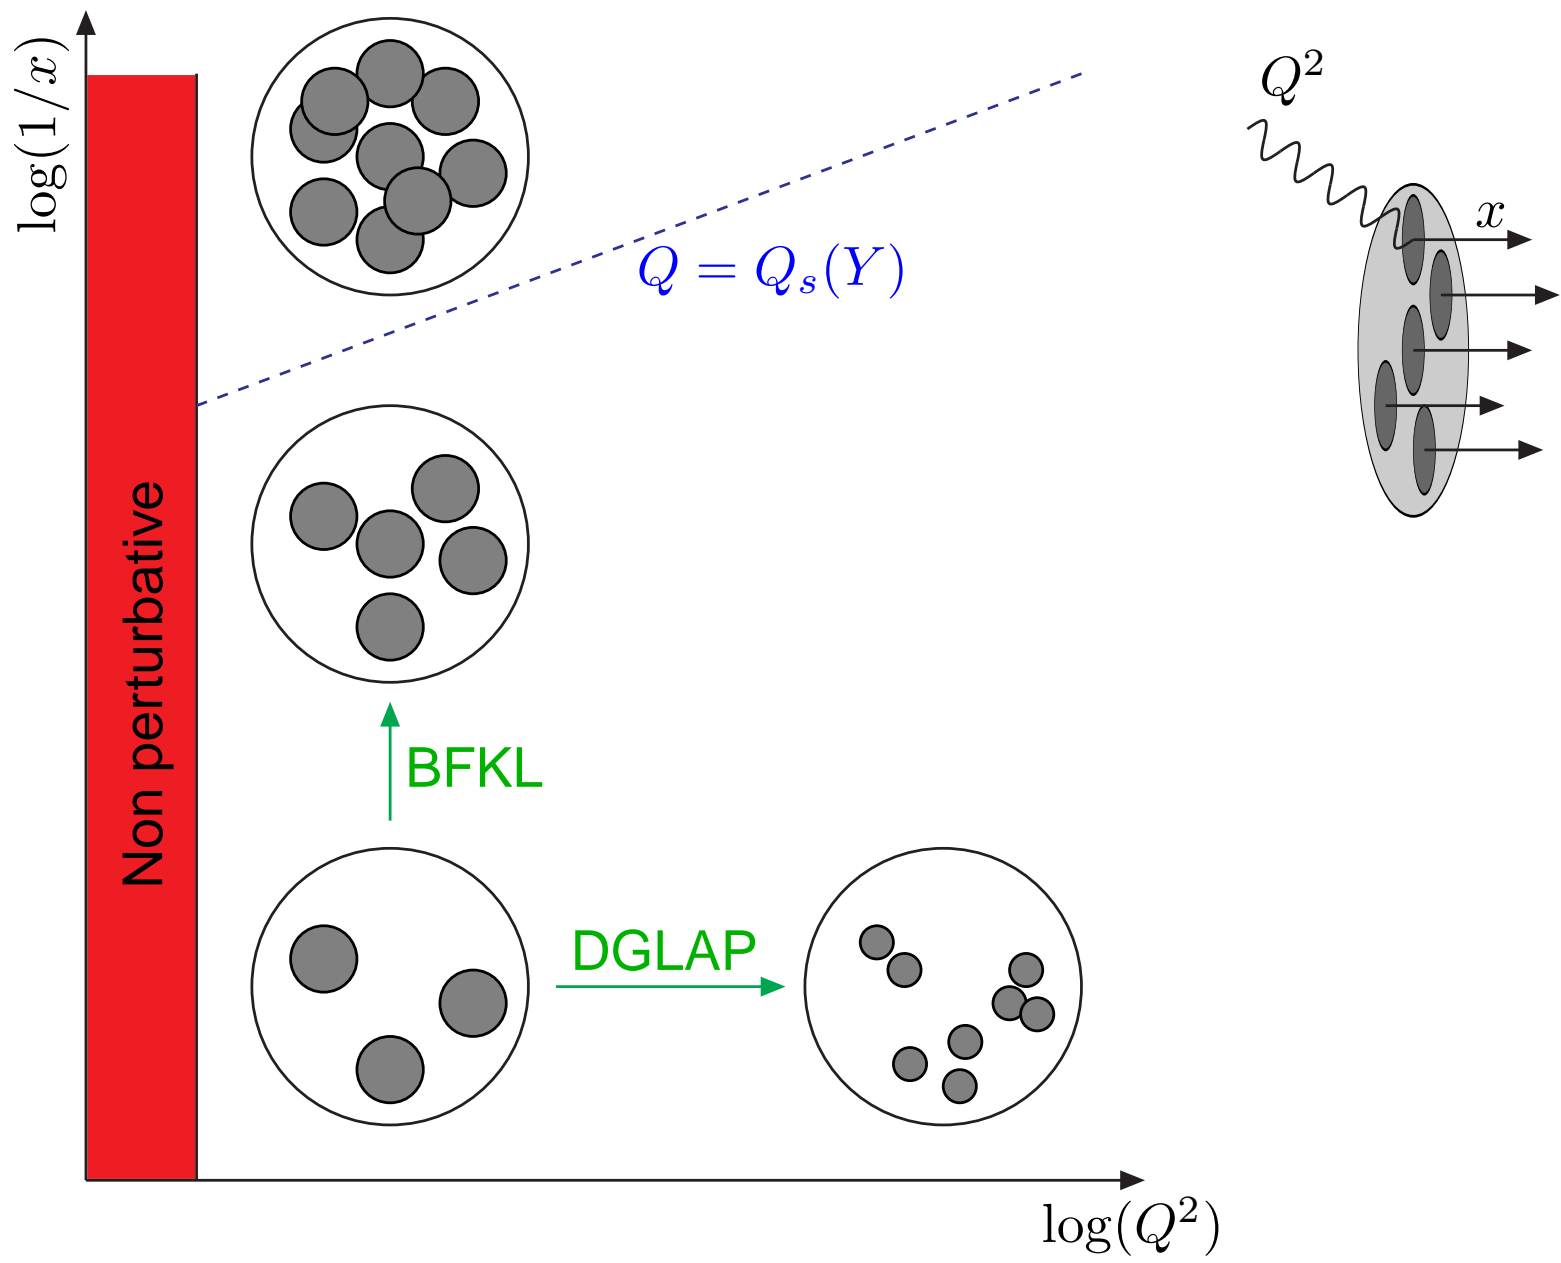 log(1/x)
Q²
x
Q = Qₛ(Y)
Non perturbative
BFKL
DGLAP
log(Q²)